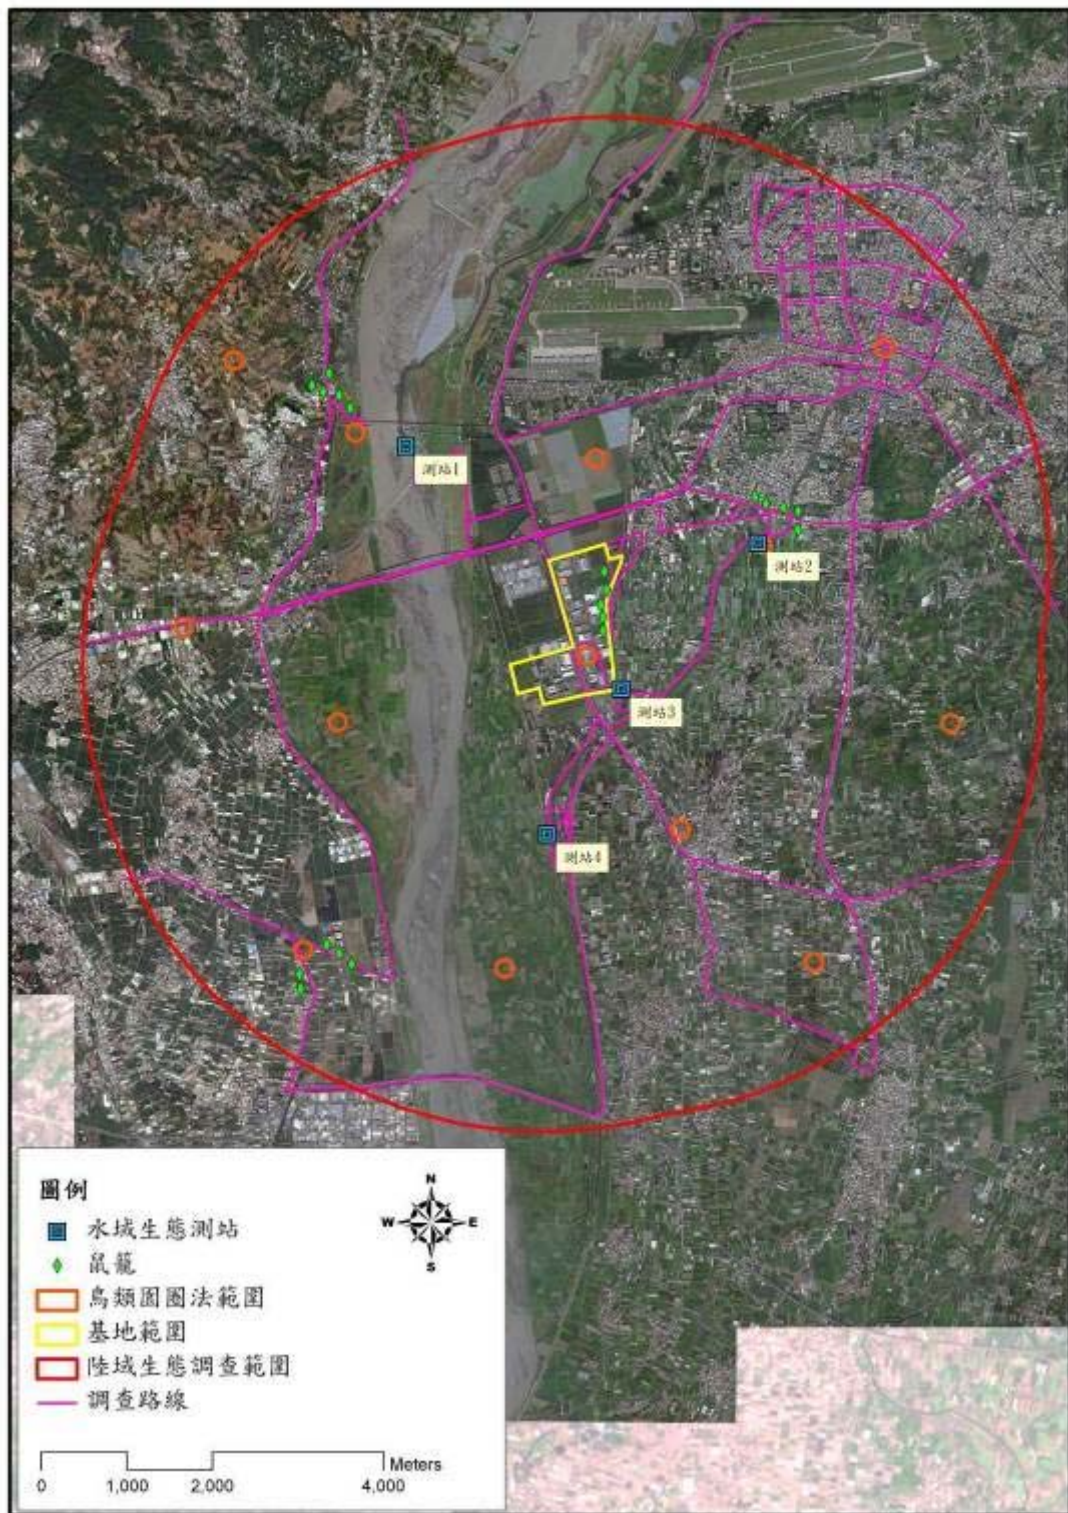 測站1
測站2
測站3
測站4
圖例
N
W E
S
水域生態測站
鼠籠
鳥類圓圈法範圍
基地範圍
陸域生態調查範圍
調查路線
Meters
0 1,000 2,000 4,000